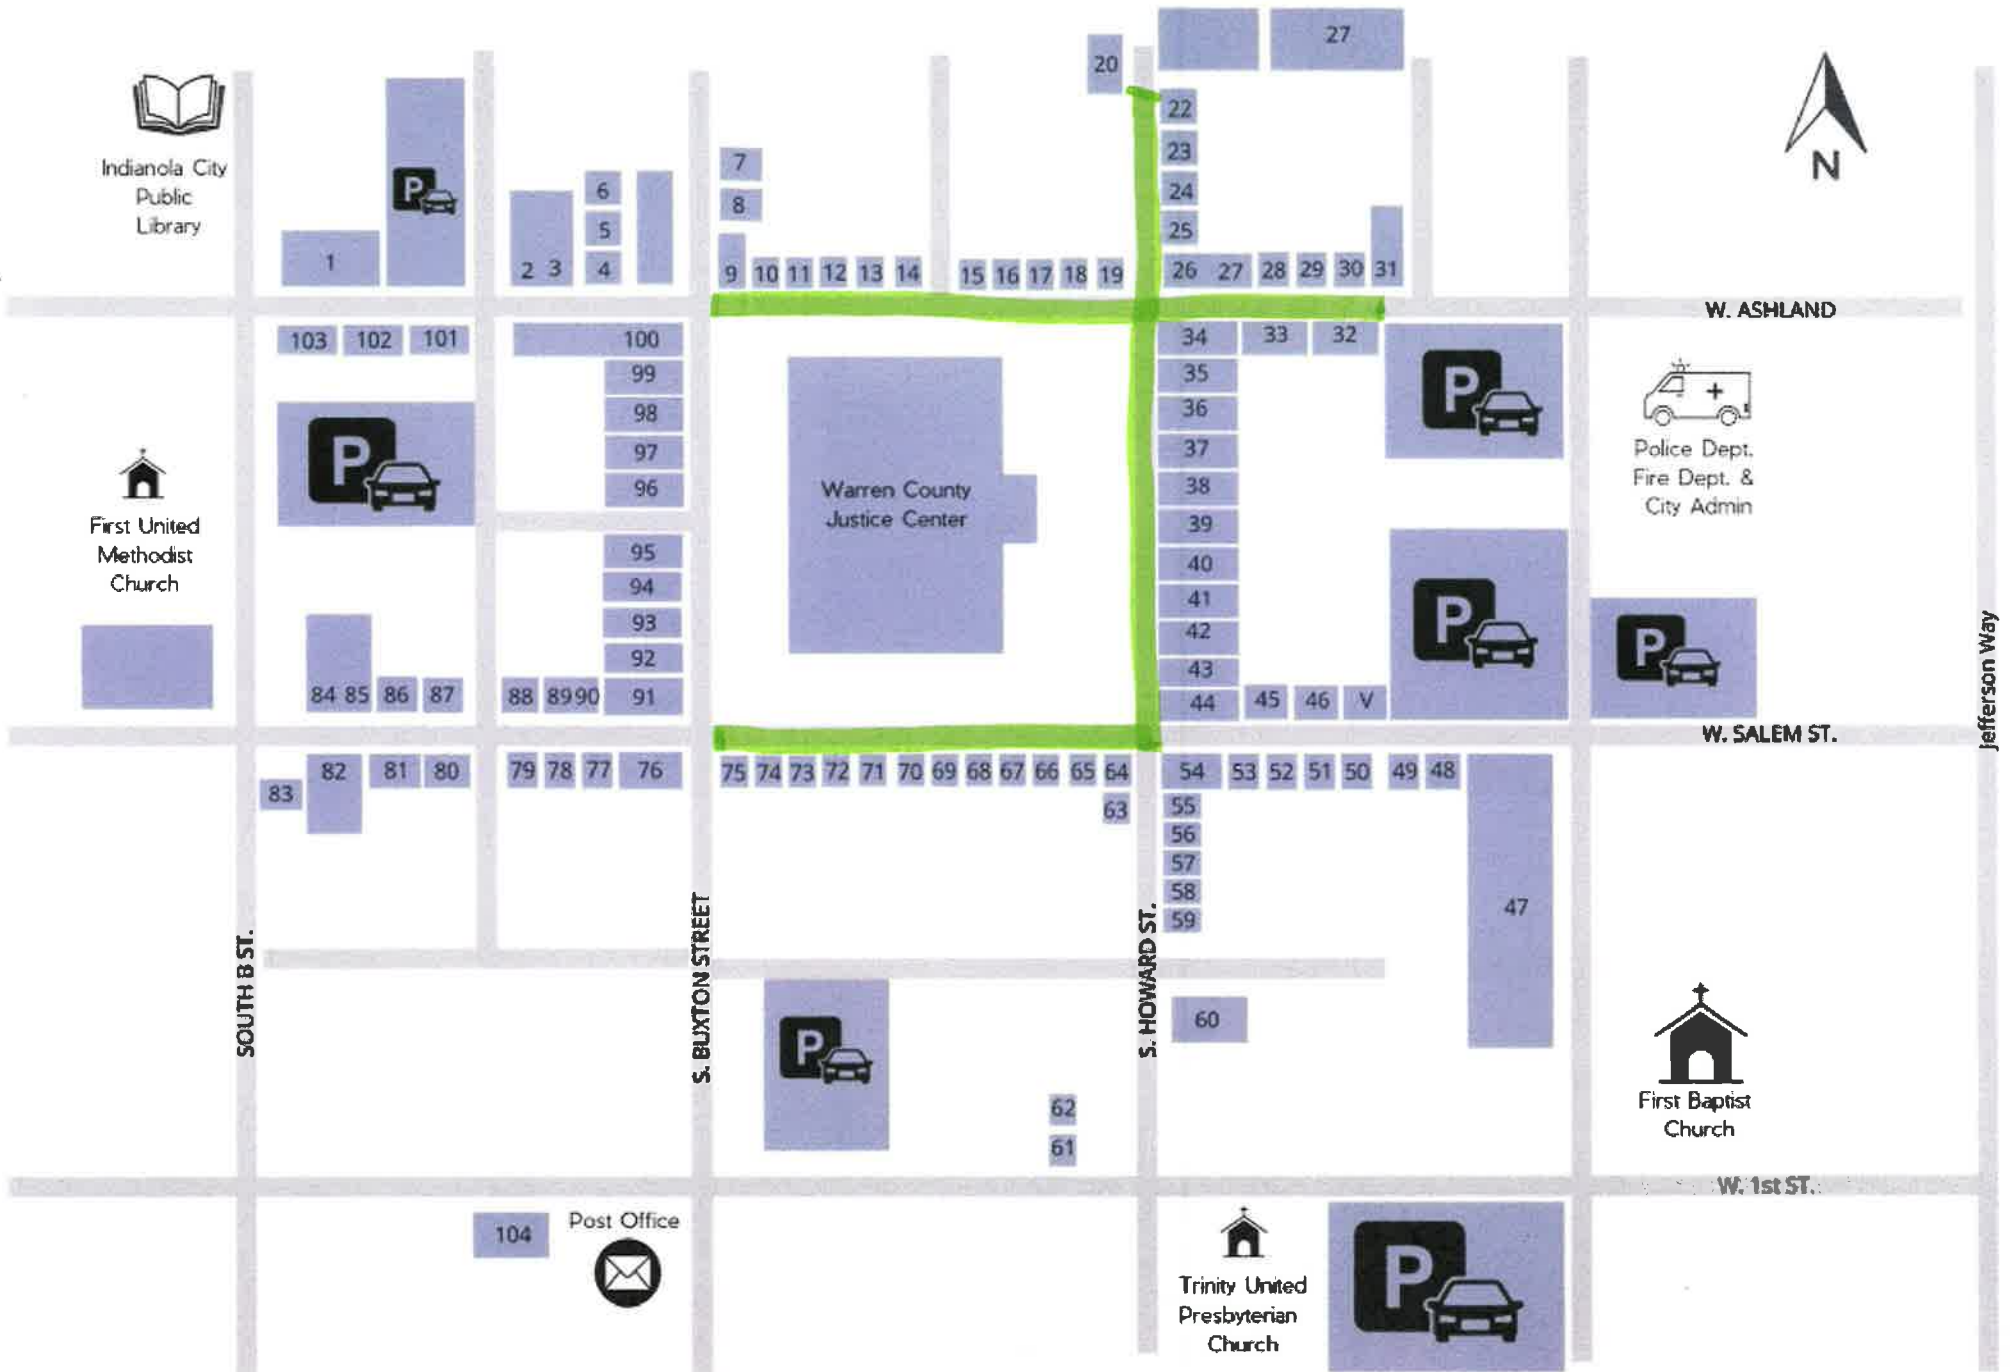 27
20
22
23
24
25
P
Indianola City
Public
Library
1
2 3
6
5
4
7
8
9 10 11 12 13 14
15 16 17 18 19
26 27 28 29 30 31
N
W. ASHLAND
103 102 101
100
99
98
97
96
95
94
93
92
91
P
First United
Methodist
Church
84 85 86 87
88 89 90
Warren County
Justice Center
34 33 32
35
36
37
38
39
40
41
42
43
44 45 46 V
P
P
P
Police Dept.
Fire Dept. &
City Admin
Jefferson Way
W. SALEM ST.
83 82 81 80
79 78 77 76
75 74 73 72 71 70 69 68 67 66 65 64
63
54 53 52 51 50 49 48
55
56
57
58
59
47
SOUTH B ST.
S. BUXTON STREET
S. HOWARD ST.
P
60
62
61
First Baptist
Church
W. 1st ST.
104
Post Office
Trinity United
Presbyterian
Church
P